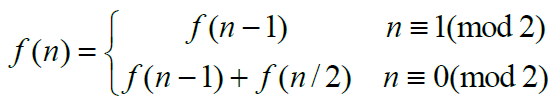 f(n) = { f(n−1)    n ≡ 1(mod 2)
f(n−1) + f(n/2)    n ≡ 0(mod 2)